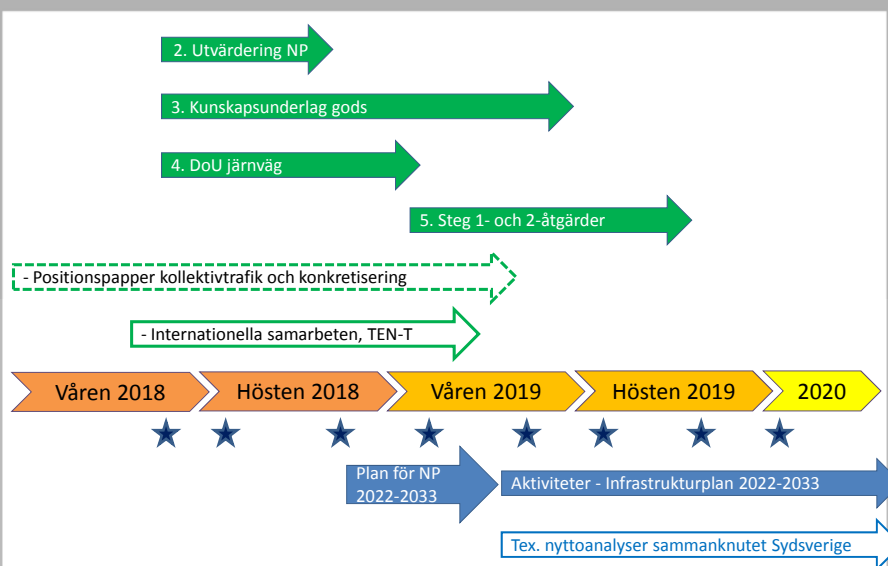 2. Utvärdering NP
3. Kunskapsunderlag gods
4. DoU järnväg
5. Steg 1- och 2-åtgärder
- Positionspapper kollektivtrafik och konkretisering
- Internationella samarbeten, TEN-T
Våren 2018
Hösten 2018
Våren 2019
Hösten 2019
2020
Plan för NP
2022-2033
Aktiviteter - Infrastrukturplan 2022-2033
Tex. nyttoanalyser sammanknutet Sydsverige